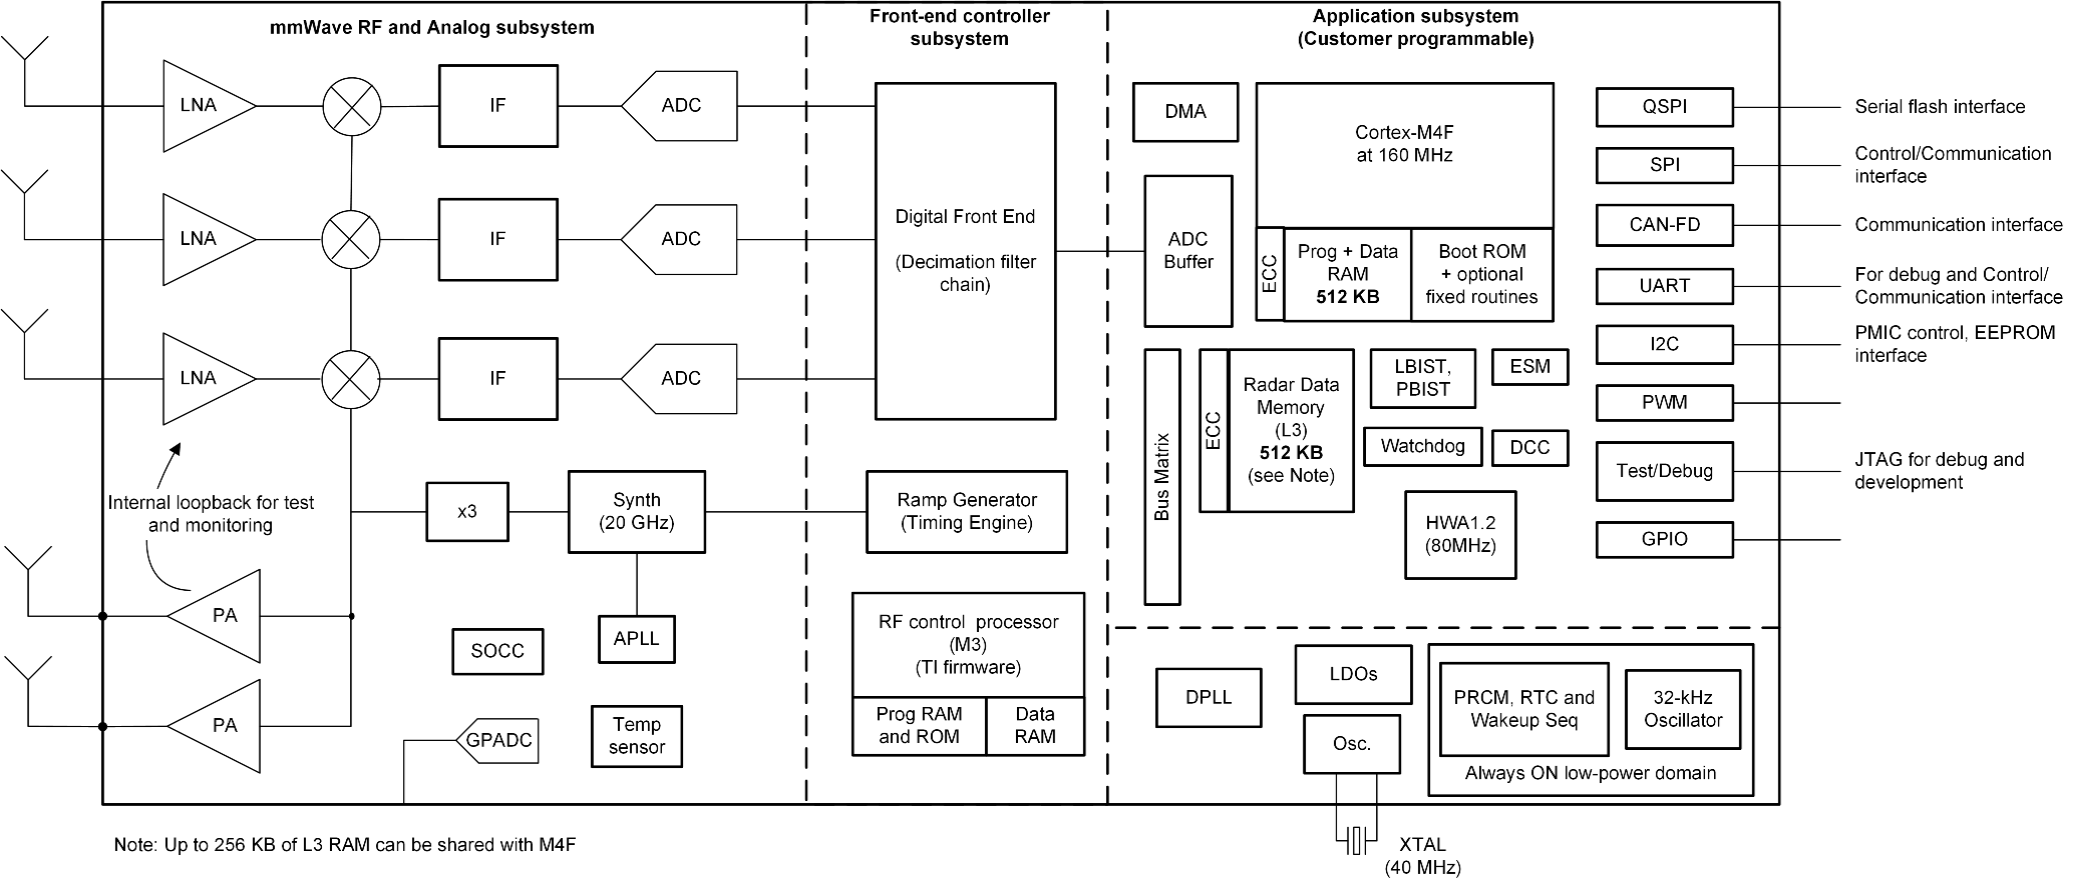 mmWave RF and Analog subsystem
Front-end controller
subsystem
Application subsystem
(Customer programmable)
LNA
IF
ADC
LNA
IF
ADC
LNA
IF
ADC
Internal loopback for test
and monitoring
x3
Synth
(20 GHz)
PA
PA
SOCC
APLL
GPADC
Temp
sensor
Digital Front End
(Decimation filter
chain)
Ramp Generator
(Timing Engine)
RF control processor
(M3)
(TI firmware)
Prog RAM
and ROM
Data
RAM
DMA
ADC
Buffer
Cortex-M4F
at 160 MHz
ECC
Prog + Data
RAM
512 KB
Boot ROM
+ optional
fixed routines
Bus Matrix
ECC
Radar Data
Memory
(L3)
512 KB
(see Note)
LBIST,
PBIST
ESM
Watchdog
DCC
HWA1.2
(80MHz)
QSPI
Serial flash interface
SPI
Control/Communication
interface
CAN-FD
Communication interface
UART
For debug and Control/
Communication interface
I2C
PMIC control, EEPROM
interface
PWM
Test/Debug
JTAG for debug and
development
GPIO
DPLL
LDOs
Osc.
PRCM, RTC and
Wakeup Seq
32-kHz
Oscillator
Always ON low-power domain
XTAL
(40 MHz)
Note: Up to 256 KB of L3 RAM can be shared with M4F